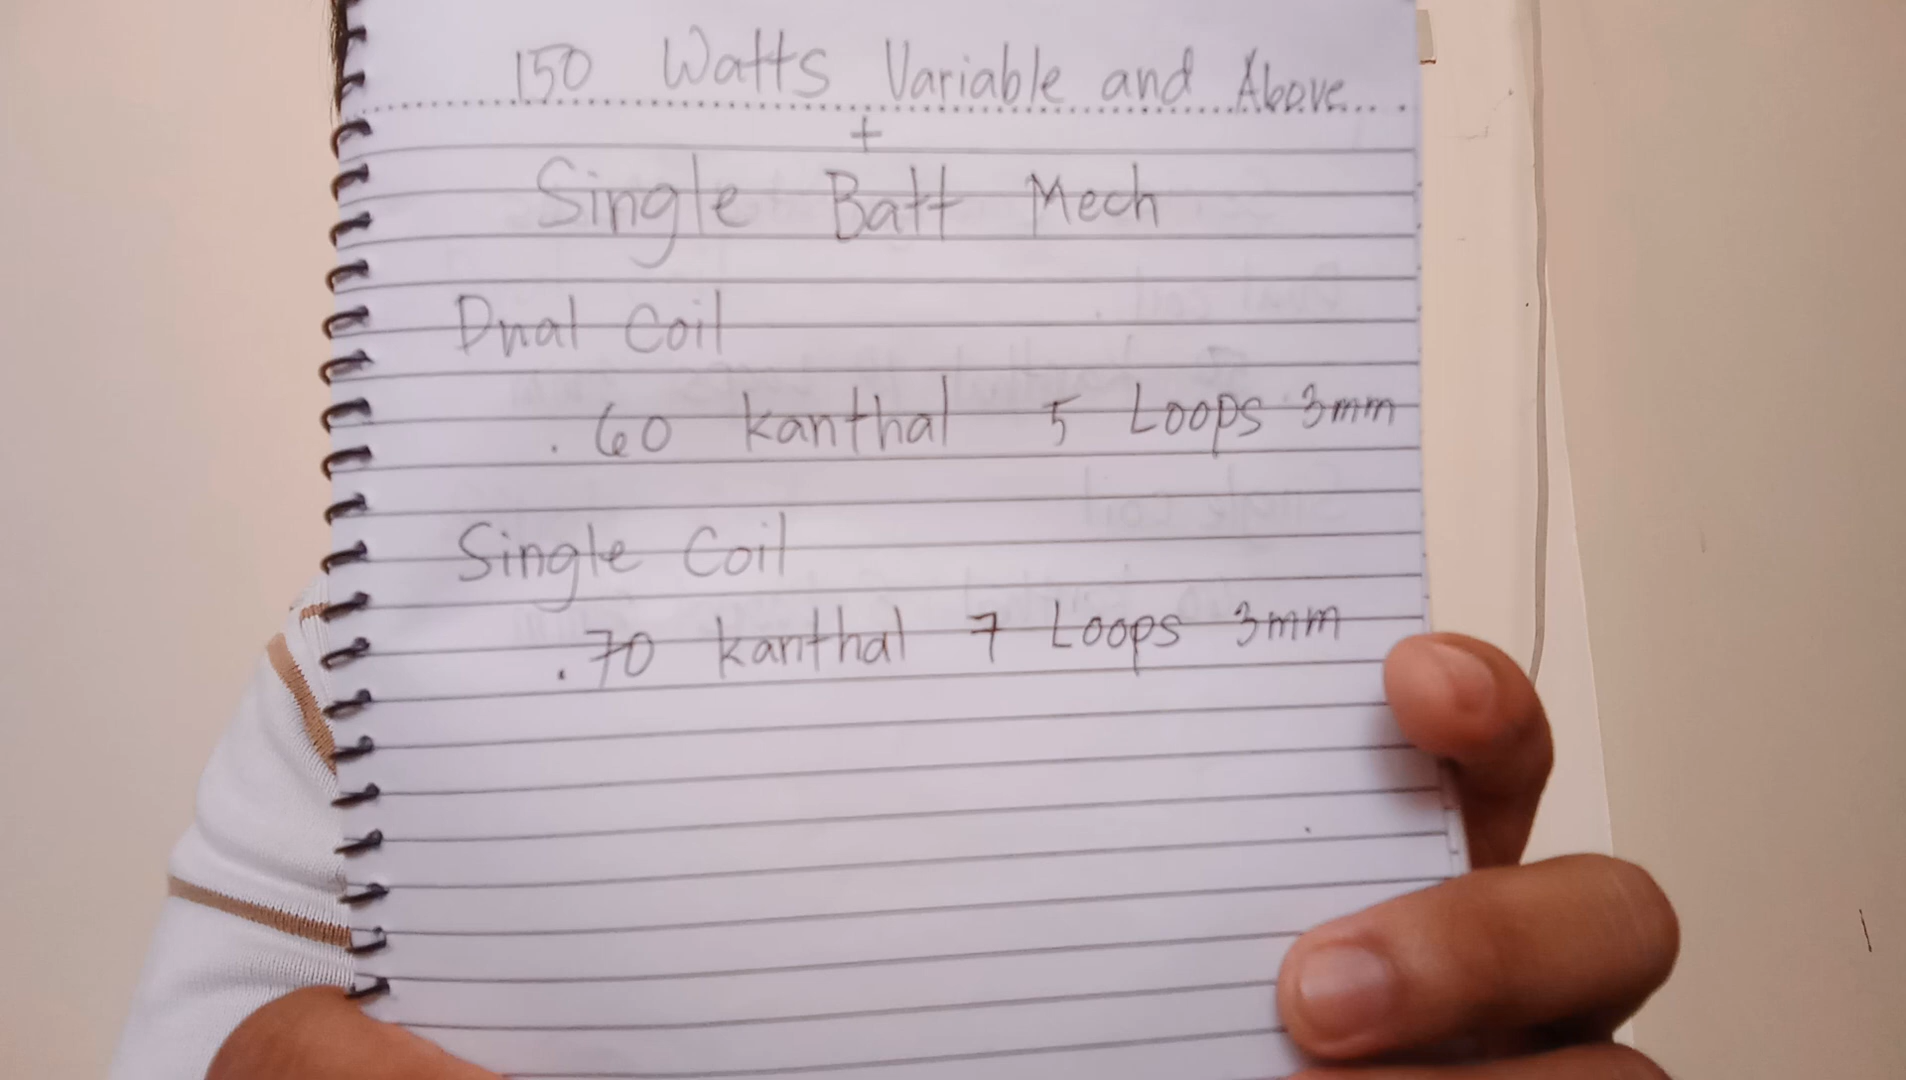 150 Watts Variable and Above
+
Single Batt Mech
Dual Coil
.60 kanthal 5 Loops 3mm
Single Coil
.70 kanthal 7 Loops 3mm